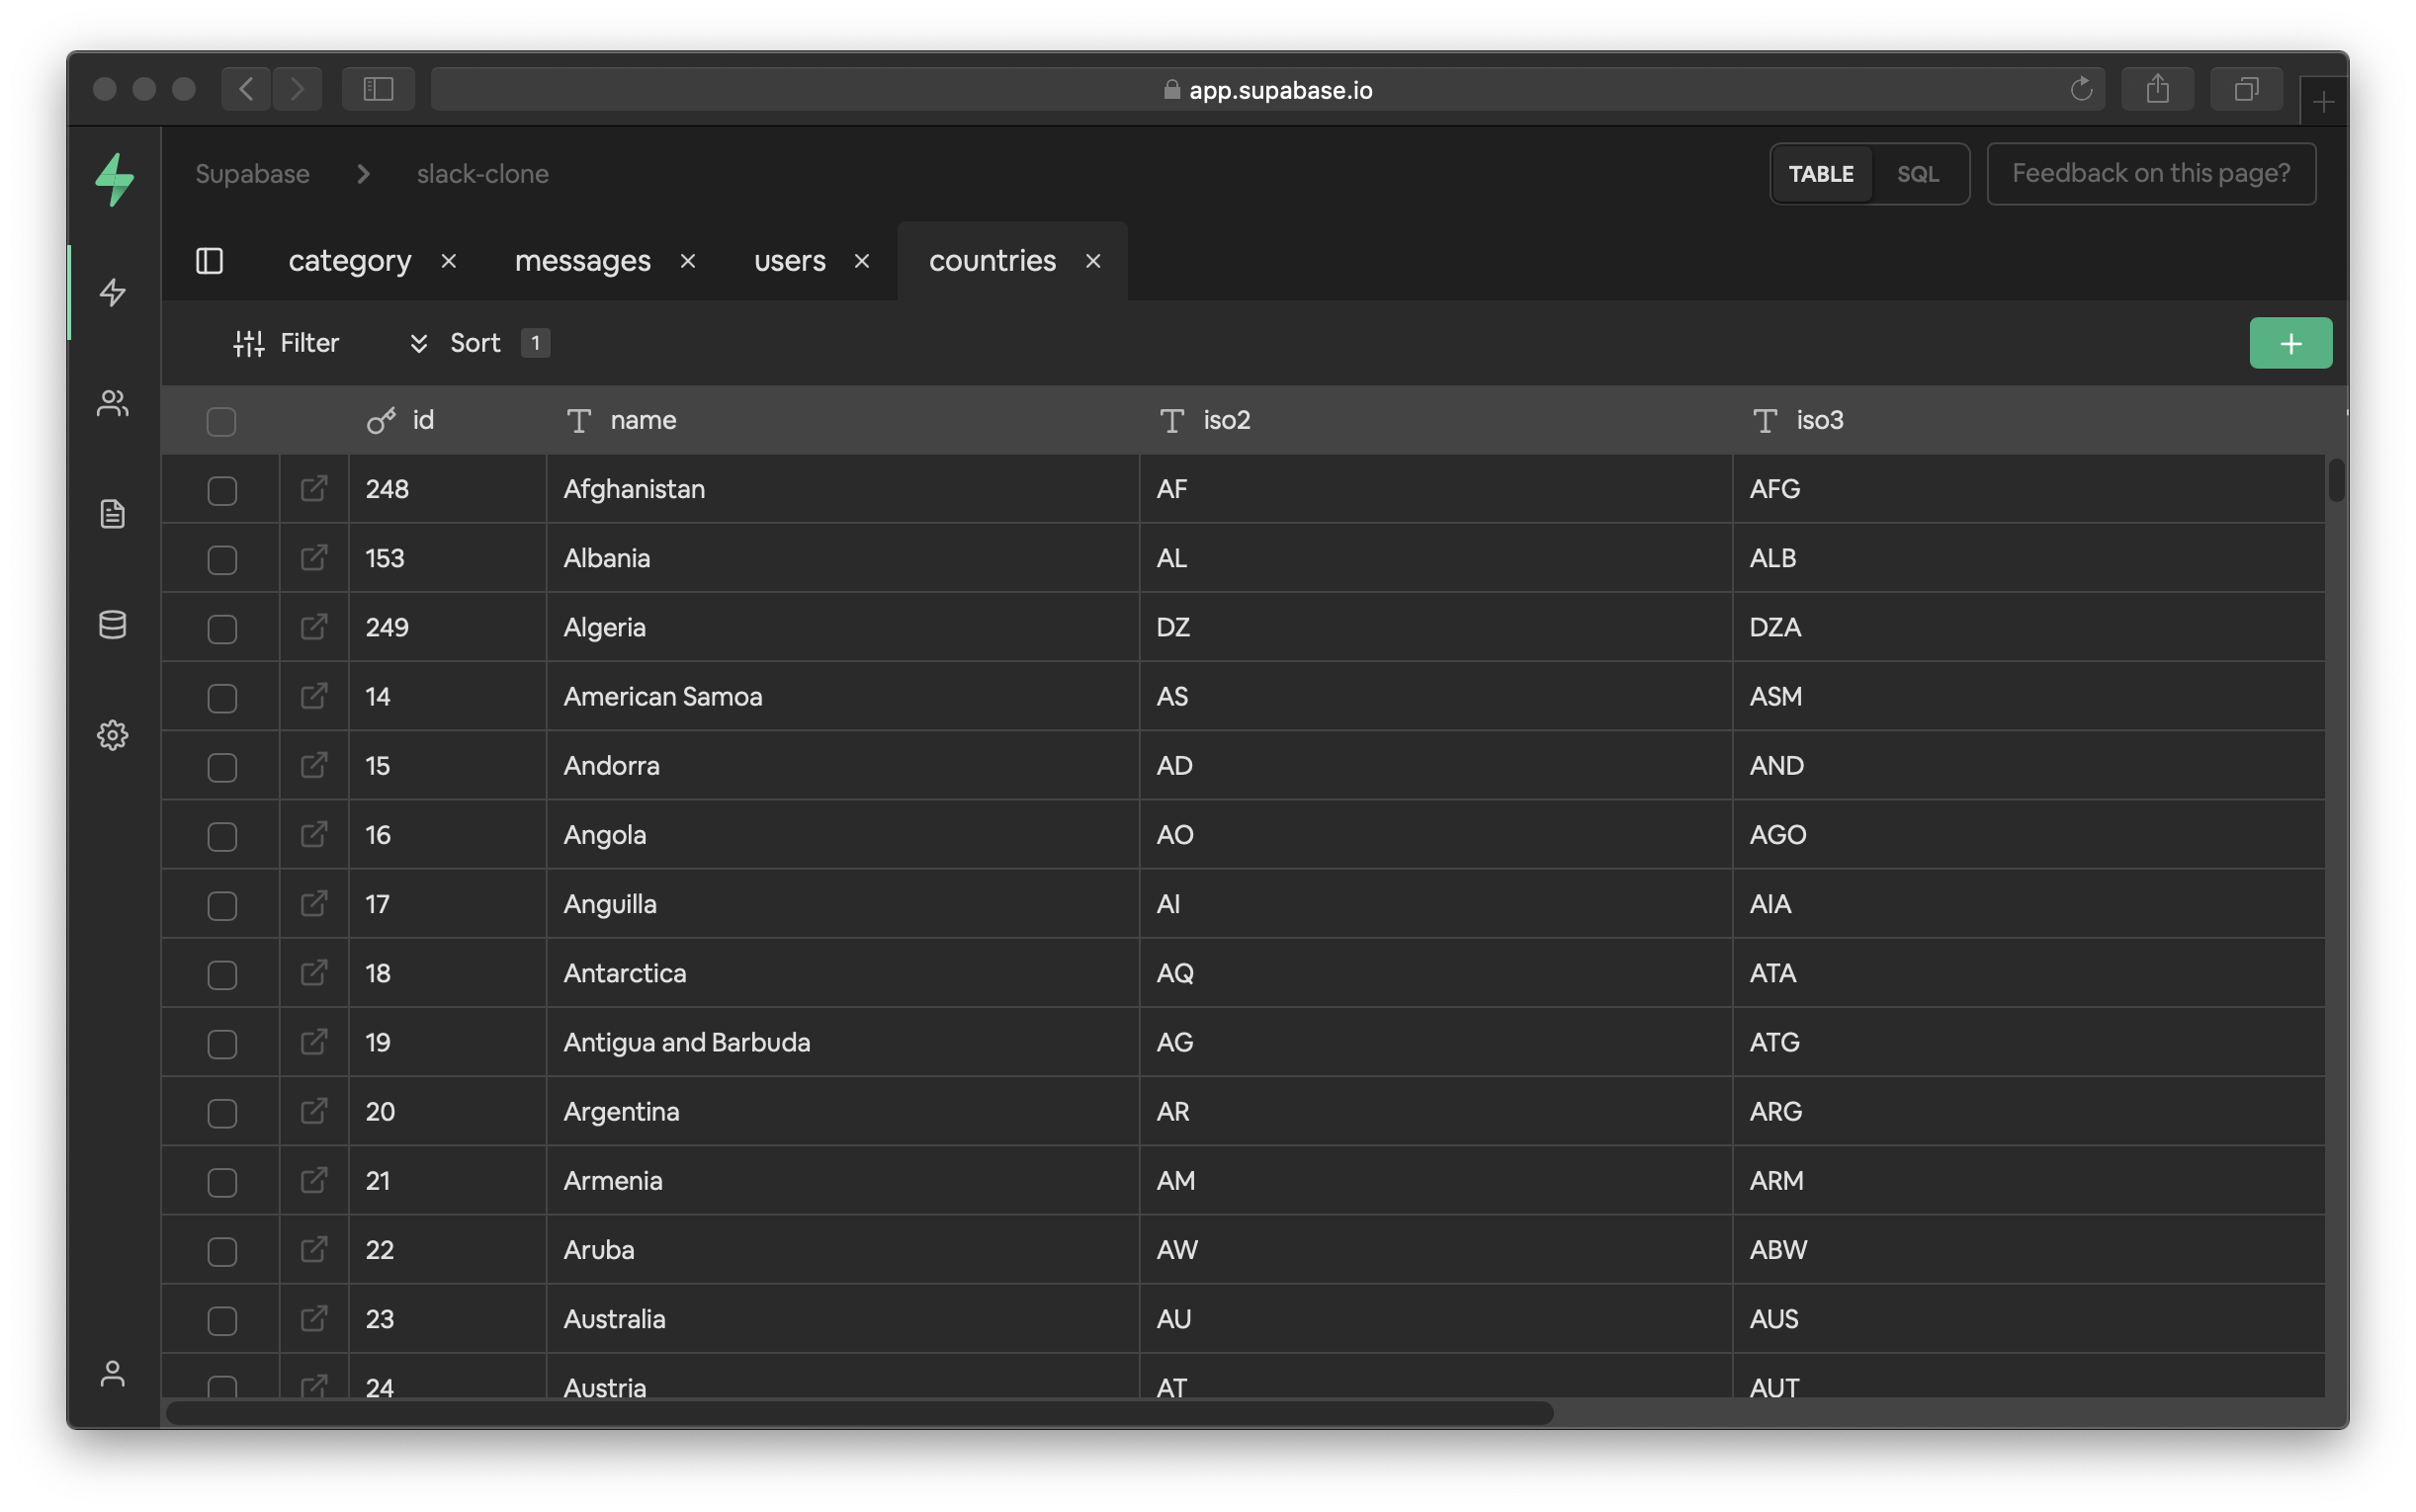 app.supabase.io
Supabase > slack-clone TABLE SQL Feedback on this page?
category × messages × users × countries ×
Filter Sort 1 +
id name iso2 iso3
248 Afghanistan AF AFG
153 Albania AL ALB
249 Algeria DZ DZA
14 American Samoa AS ASM
15 Andorra AD AND
16 Angola AO AGO
17 Anguilla AI AIA
18 Antarctica AQ ATA
19 Antigua and Barbuda AG ATG
20 Argentina AR ARG
21 Armenia AM ARM
22 Aruba AW ABW
23 Australia AU AUS
24 Austria AT AUT